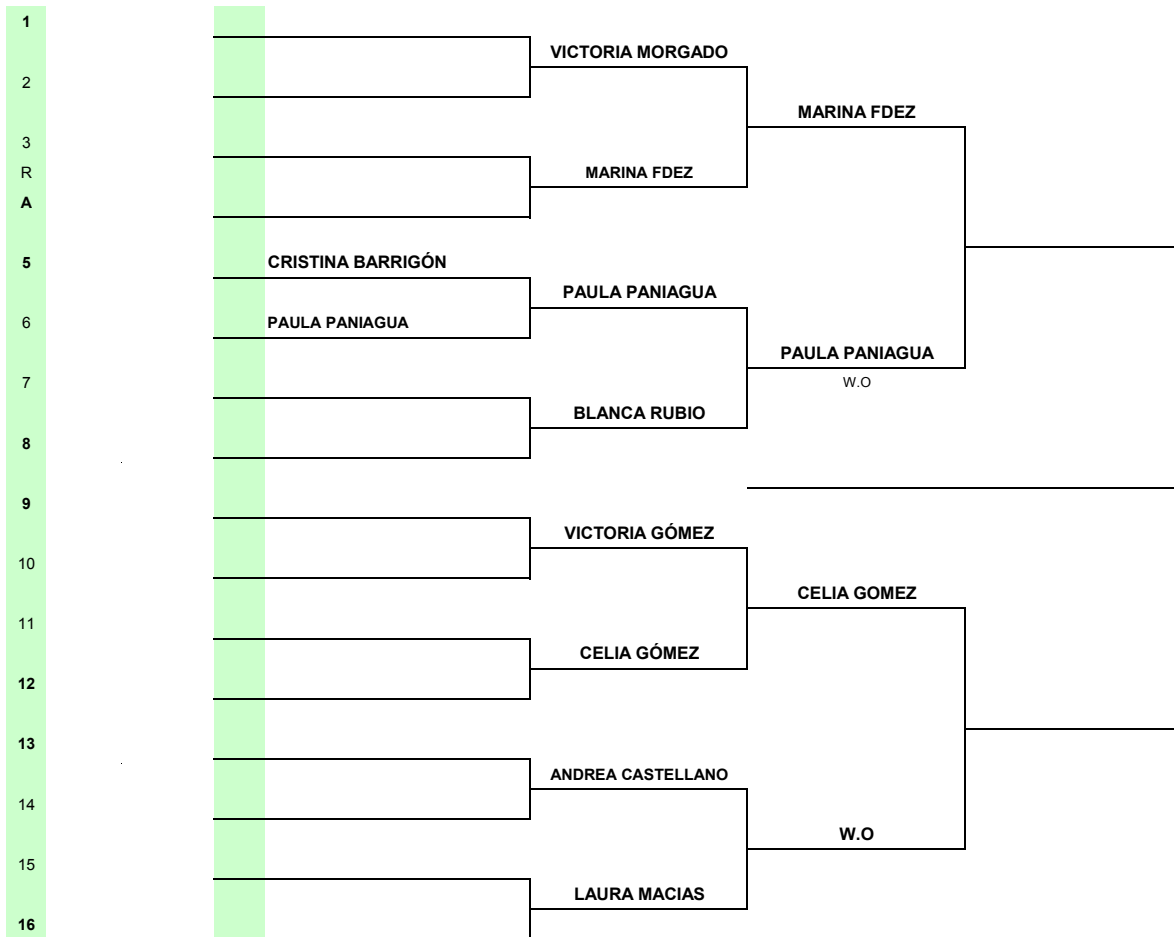 1
VICTORIA MORGADO
2
MARINA FDEZ
3
R
MARINA FDEZ
A
5
CRISTINA BARRIGÓN
PAULA PANIAGUA
6
PAULA PANIAGUA
PAULA PANIAGUA
7
W.O
BLANCA RUBIO
8
9
VICTORIA GÓMEZ
10
CELIA GOMEZ
11
CELIA GÓMEZ
12
13
ANDREA CASTELLANO
14
W.O
15
LAURA MACIAS
16